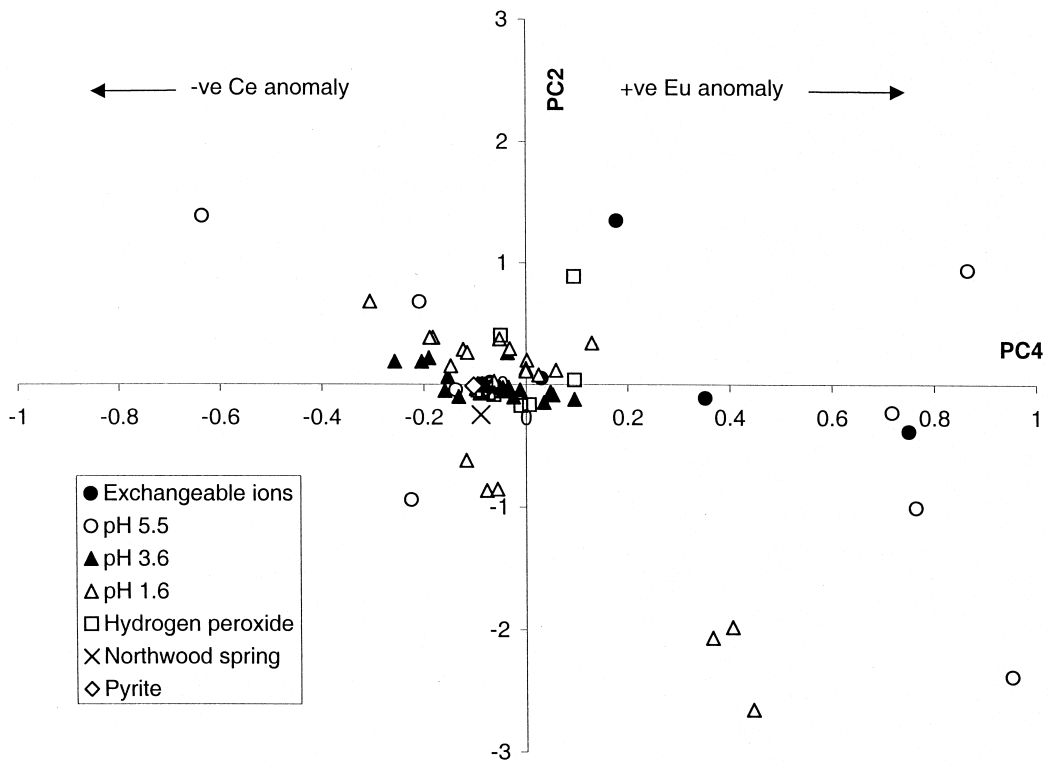 3
-ve Ce anomaly
PC2
+ve Eu anomaly
2
1
PC4
-1 -0.8 -0.6 -0.4 -0.2 0 0.2 0.4 0.6 0.8 1
-1
-2
-3
Exchangeable ions
pH 5.5
pH 3.6
pH 1.6
Hydrogen peroxide
Northwood spring
Pyrite